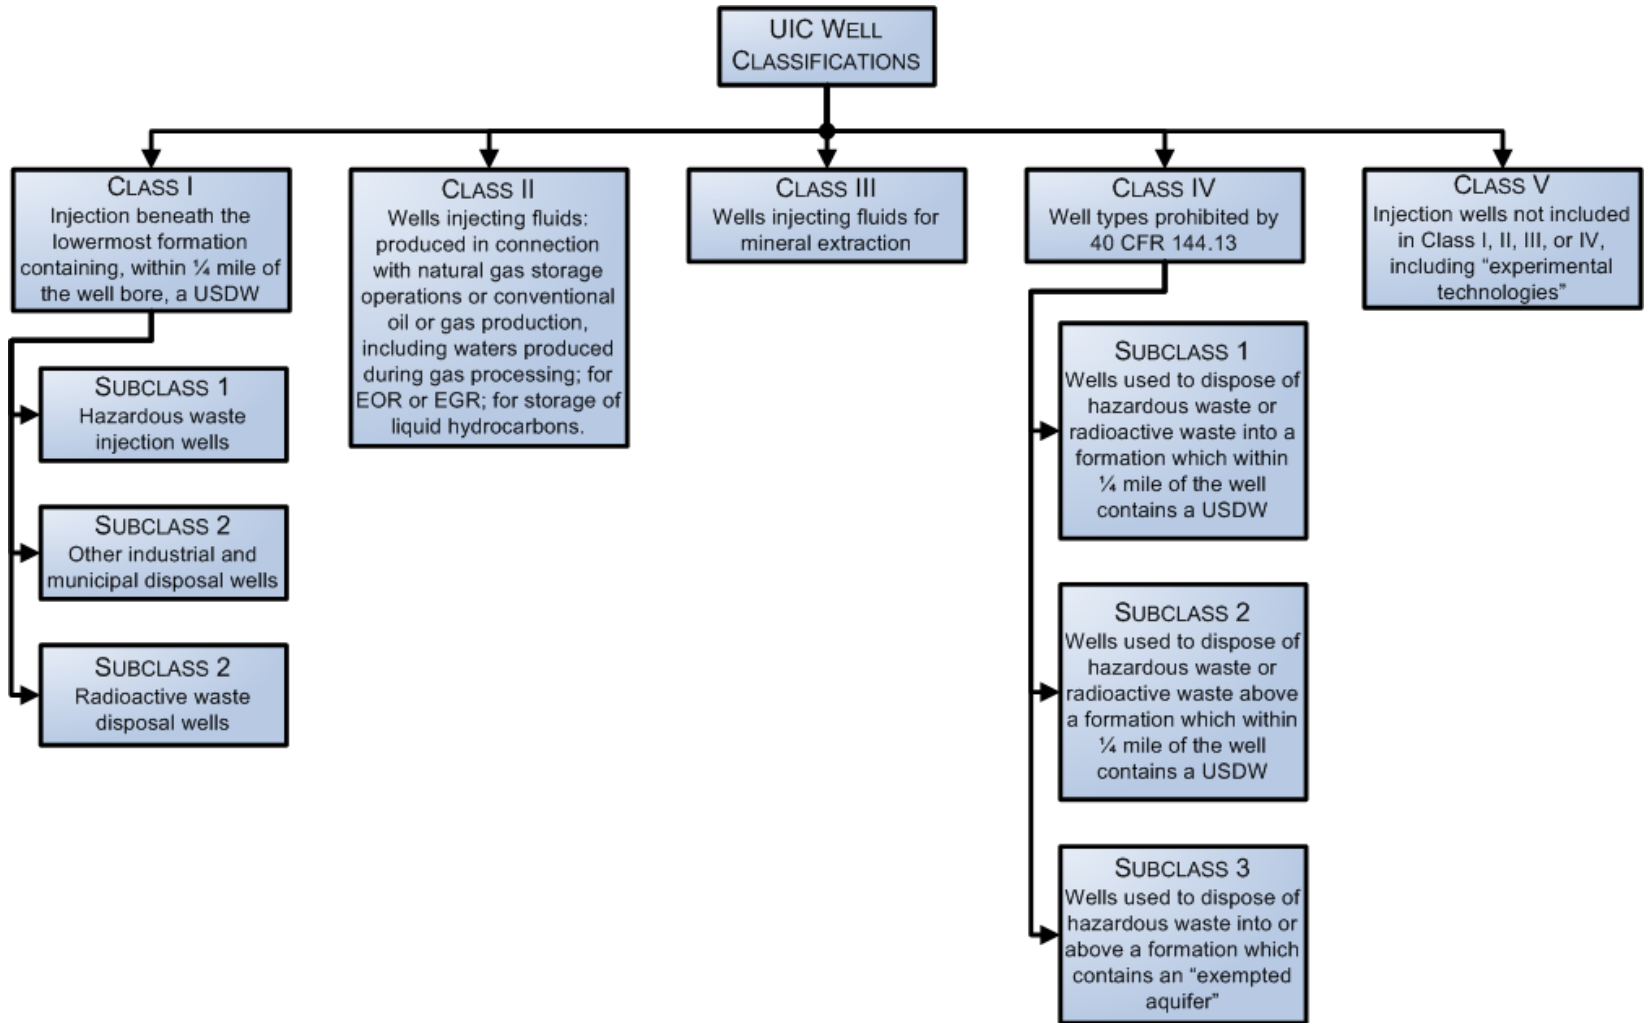 UIC WELL
CLASSIFICATIONS
CLASS I
Injection beneath the
lowermost formation
containing, within ¼ mile of
the well bore, a USDW
SUBCLASS 1
Hazardous waste
injection wells
SUBCLASS 2
Other industrial and
municipal disposal wells
SUBCLASS 2
Radioactive waste
disposal wells
CLASS II
Wells injecting fluids:
produced in connection
with natural gas storage
operations or conventional
oil or gas production,
including waters produced
during gas processing; for
EOR or EGR; for storage of
liquid hydrocarbons.
CLASS III
Wells injecting fluids for
mineral extraction
CLASS IV
Well types prohibited by
40 CFR 144.13
SUBCLASS 1
Wells used to dispose of
hazardous waste or
radioactive waste into a
formation which within
¼ mile of the well
contains a USDW
SUBCLASS 2
Wells used to dispose of
hazardous waste or
radioactive waste above
a formation which within
¼ mile of the well
contains a USDW
SUBCLASS 3
Wells used to dispose of
hazardous waste into or
above a formation which
contains an “exempted
aquifer”
CLASS V
Injection wells not included
in Class I, II, III, or IV,
including “experimental
technologies”